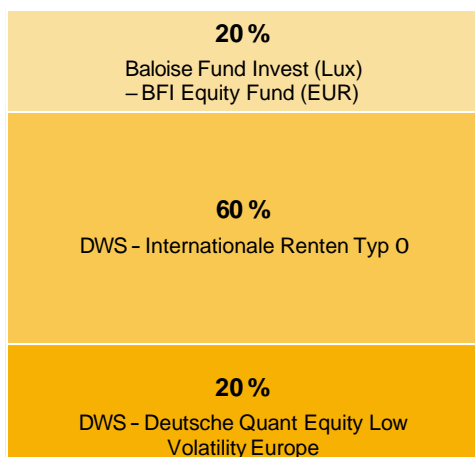 20 %
Baloise Fund Invest (Lux)
– BFI Equity Fund (EUR)
60 %
DWS – Internationale Renten Typ O
20 %
DWS – Deutsche Quant Equity Low
Volatility Europe